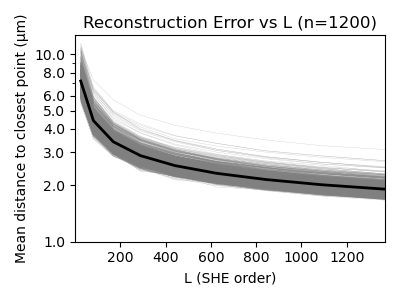 Reconstruction Error vs L (n=1200)
Mean distance to closest point (μm)
10.0
8.0
6.0
5.0
4.0
3.0
2.0
1.0
200 400 600 800 1000 1200
L (SHE order)